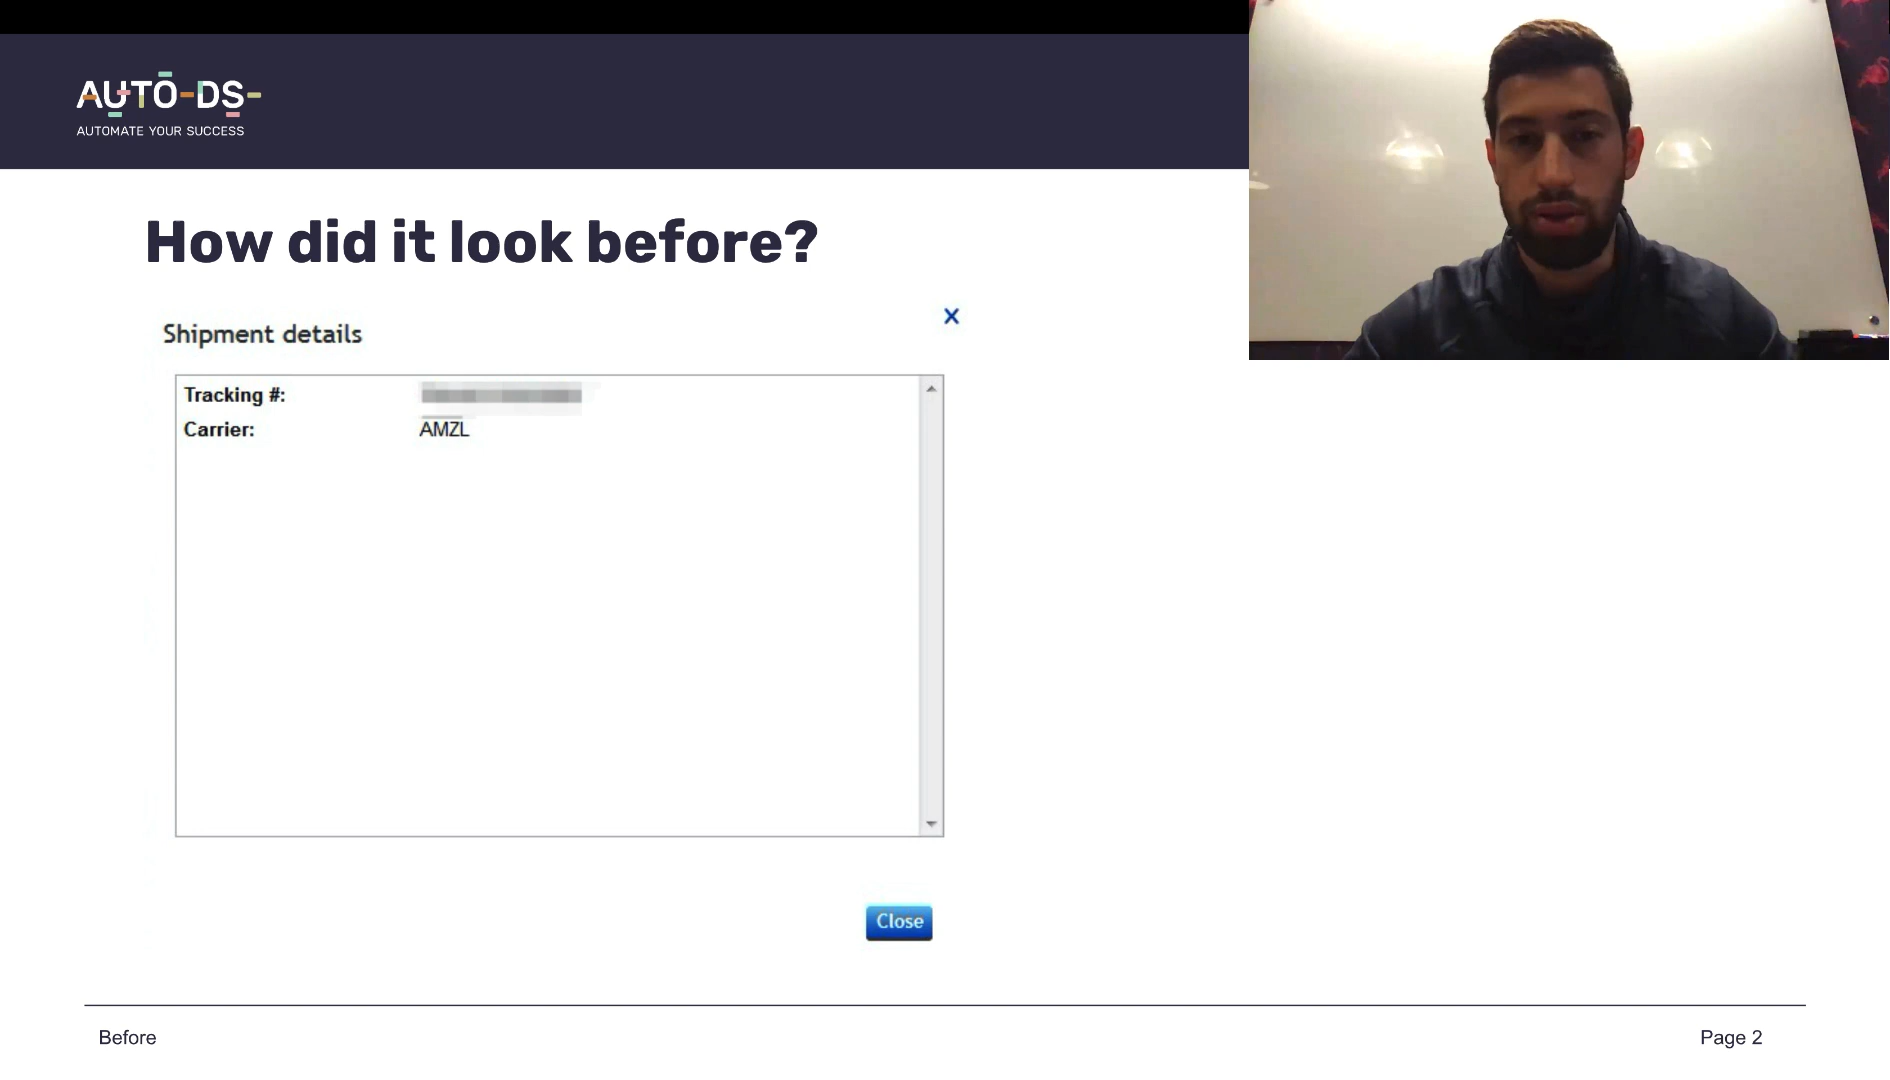 AUTO-DS-
AUTOMATE YOUR SUCCESS
How did it look before?
X
Shipment details
Tracking #:
Carrier: AMZL
Close
Before
Page 2